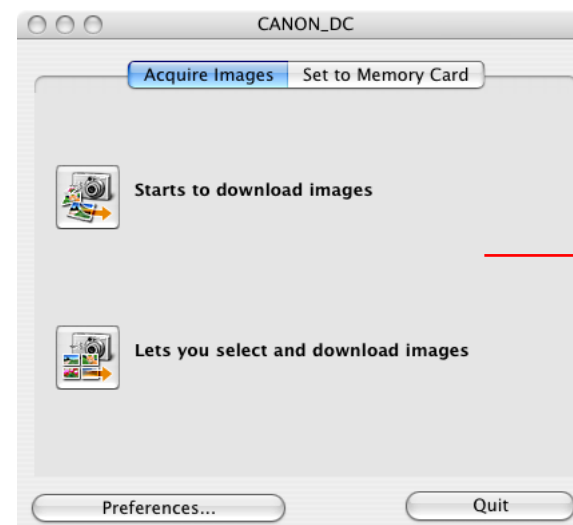 CANON_DC
Acquire Images Set to Memory Card
Starts to download images
Lets you select and download images
Preferences... Quit